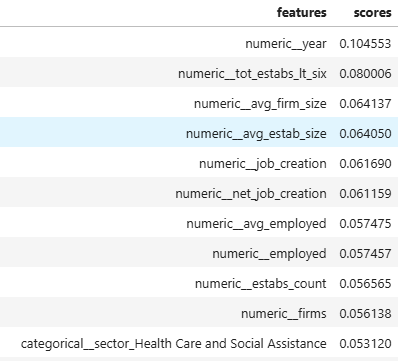 features scores
numeric__year 0.104553
numeric__tot_estabs_lt_six 0.080006
numeric__avg_firm_size 0.064137
numeric__avg_estab_size 0.064050
numeric__job_creation 0.061690
numeric__net_job_creation 0.061159
numeric__avg_employed 0.057475
numeric__employed 0.057457
numeric__estabs_count 0.056565
numeric__firms 0.056138
categorical__sector_Health Care and Social Assistance 0.053120